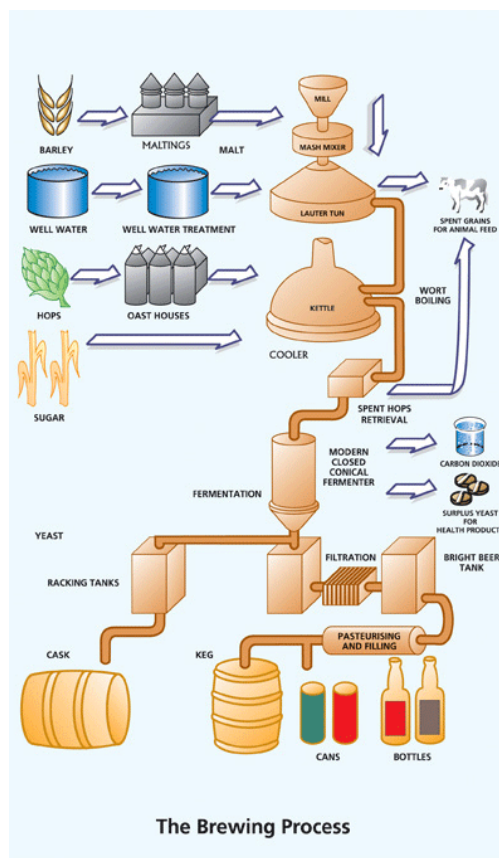 MILL
BARLEY
MALTINGS
MALT
MASH MIXER
WELL WATER
WELL WATER TREATMENT
LAUTER TUN
SPENT GRAINS
FOR ANIMAL FEED
HOPS
OAST HOUSES
KETTLE
WORT
BOILING
COOLER
SUGAR
SPENT HOPS
RETRIEVAL
MODERN
CLOSED
CONICAL
FERMENTER
CARBON DIOXID
FERMENTATION
SURPLUS YEAST
FOR
HEALTH PRODUCT
YEAST
RACKING TANKS
FILTRATION
BRIGHT BEER
TANK
PASTEURISING
AND FILLING
CASK
KEG
CANS
BOTTLES
The Brewing Process